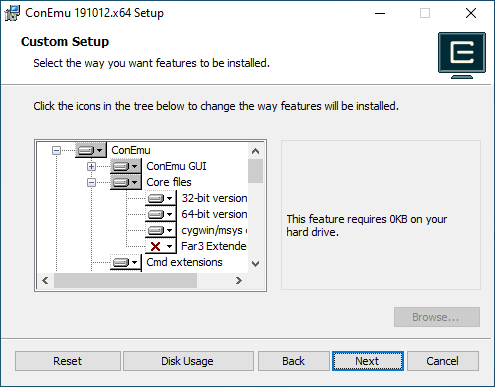 ConEmu 191012.x64 Setup
Custom Setup
Select the way you want features to be installed.
Click the icons in the tree below to change the way features will be installed.
ConEmu
ConEmu GUI
Core files
32-bit version
64-bit version
cygwin/msys
Far3 Extende
Cmd extensions
This feature requires 0KB on your
hard drive.
Browse...
Reset
Disk Usage
Back
Next
Cancel